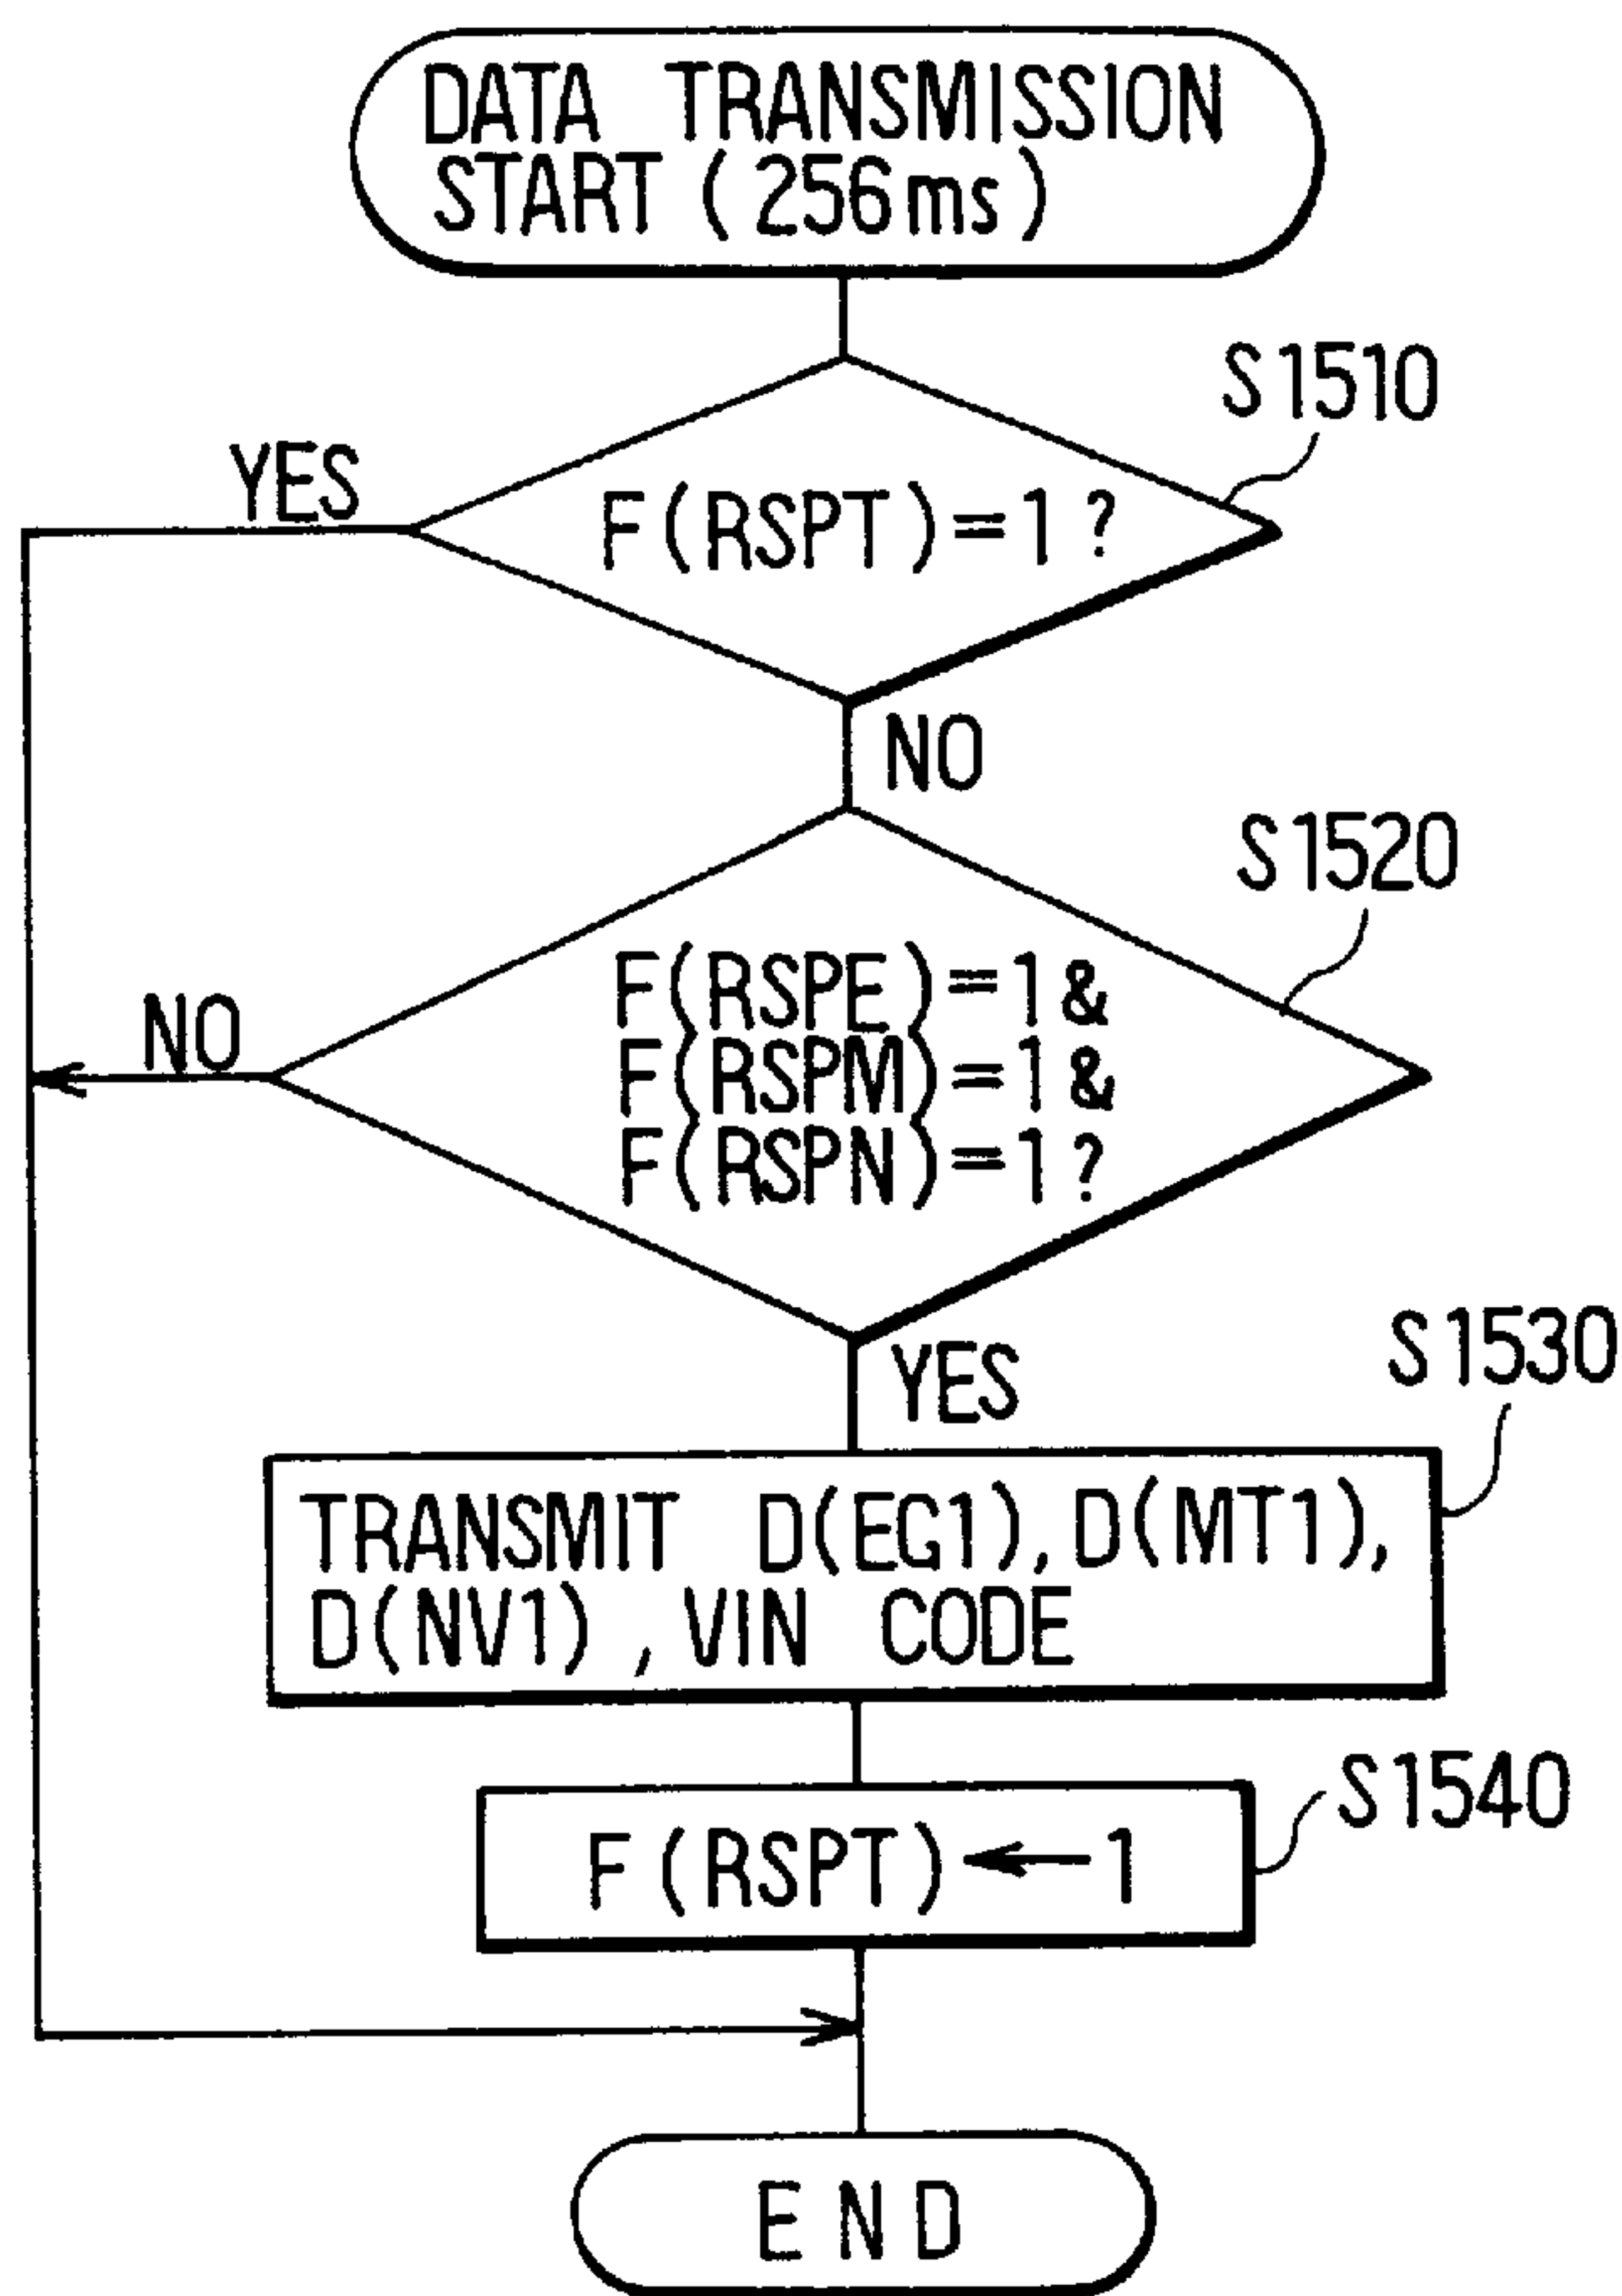 DATA TRANSMISSION
START (256ms)
S1510
YES
F(RSPT)=1?
NO
S1520
F(RSPE)=1&
NO
F(RSPM)=1&
F(RSPN)=1?
S1530
YES
TRANSMIT D(EG1), D(MT1),
D(NV1), VIN CODE
S1540
F(RSPT)←1
END